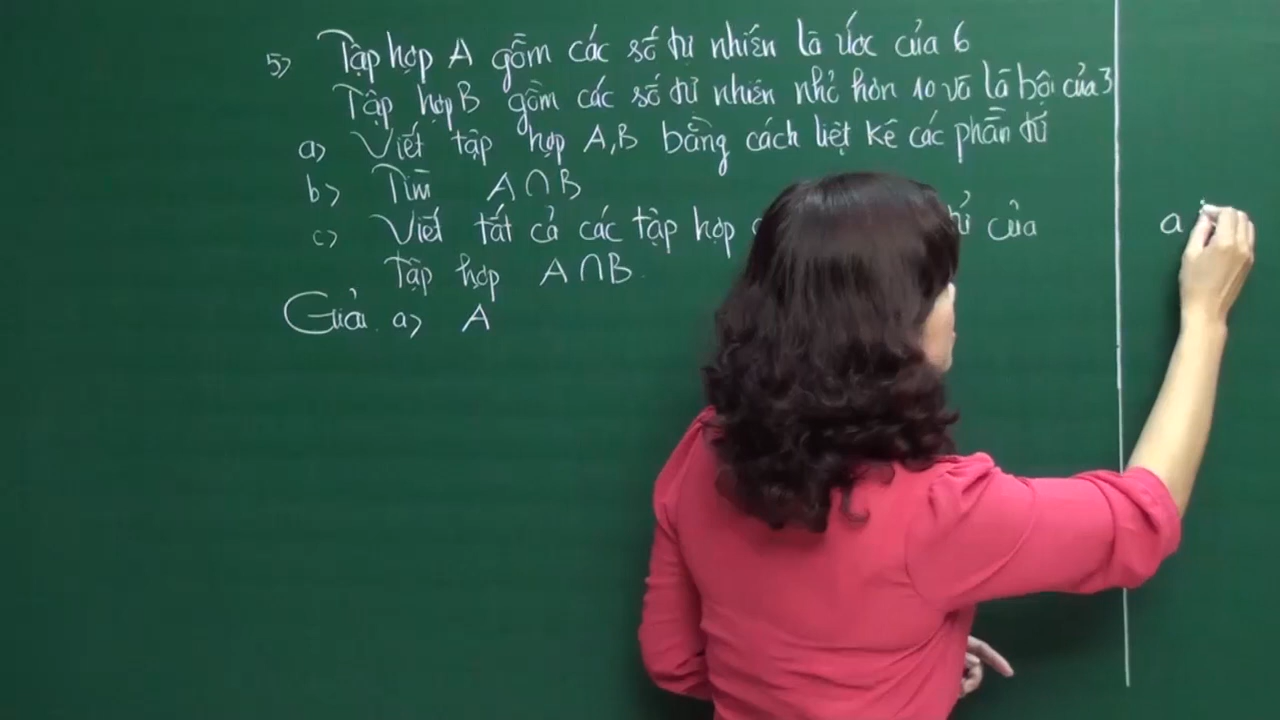 5> Tập hợp A gồm các số tự nhiên là ước của 6
Tập hợp B gồm các số tự nhiên nhỏ hơn 10 và là bội của 3
a> Viết tập hợp A,B bằng cách liệt kê các phần tử
b> Tìm A∩B
c> Viết tất cả các tập hợp của
tập hợp A∩B.
Giải. a> A
a